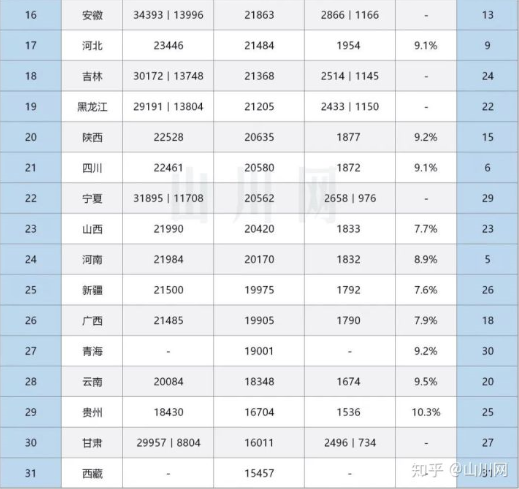 16 安徽 34393 | 13996 21863 2866 | 1166 - 13
17 河北 23446 21484 1954 9.1% 9
18 吉林 30172 | 13748 21368 2514 | 1145 - 24
19 黑龙江 29191 | 13804 21205 2433 | 1150 - 22
20 陕西 22528 20635 1877 9.2% 15
21 四川 22461 20580 1872 9.1% 6
22 宁夏 31895 | 11708 20562 2658 | 976 - 29
23 山西 21990 20420 1833 7.7% 23
24 河南 21984 20170 1832 8.9% 5
25 新疆 21500 19975 1792 7.6% 26
26 广西 21485 19905 1790 7.9% 18
27 青海 - 19001 - 9.2% 30
28 云南 20084 18348 1674 9.5% 20
29 贵州 18430 16704 1536 10.3% 25
30 甘肃 29957 | 8804 16011 2496 | 734 - 27
31 西藏 - 15457 - - 31
山川网
知乎 @山川网